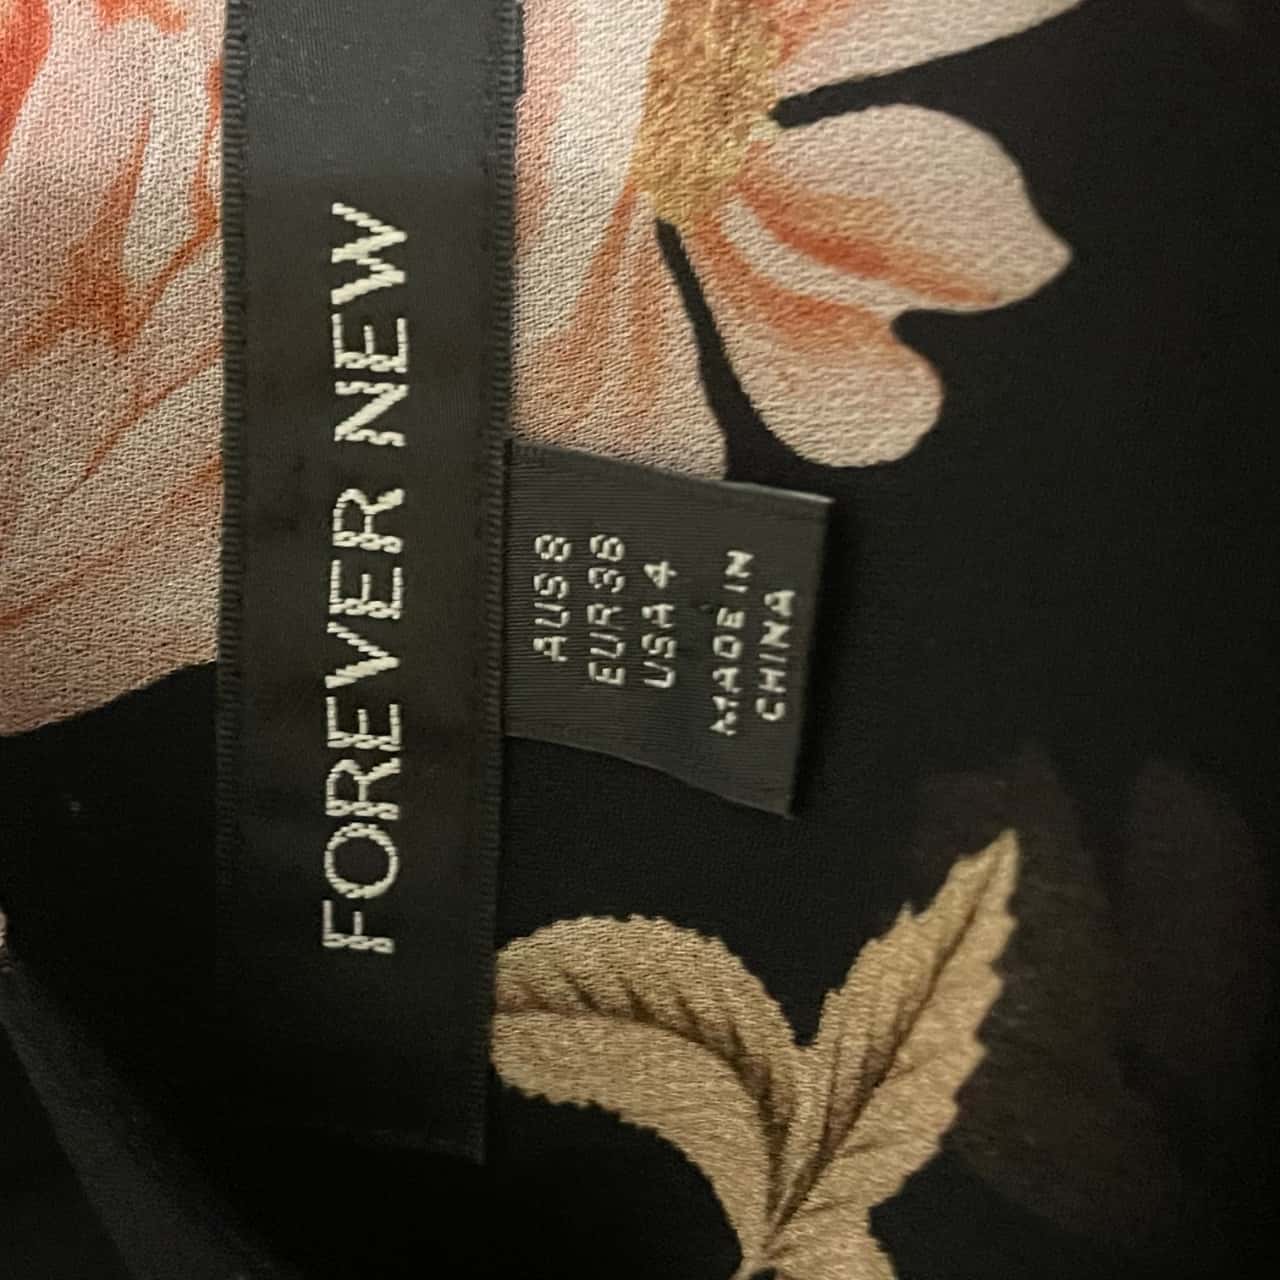 FOREVER NEW
AUS 8
EUR 36
USA 4
MADE IN
CHINA